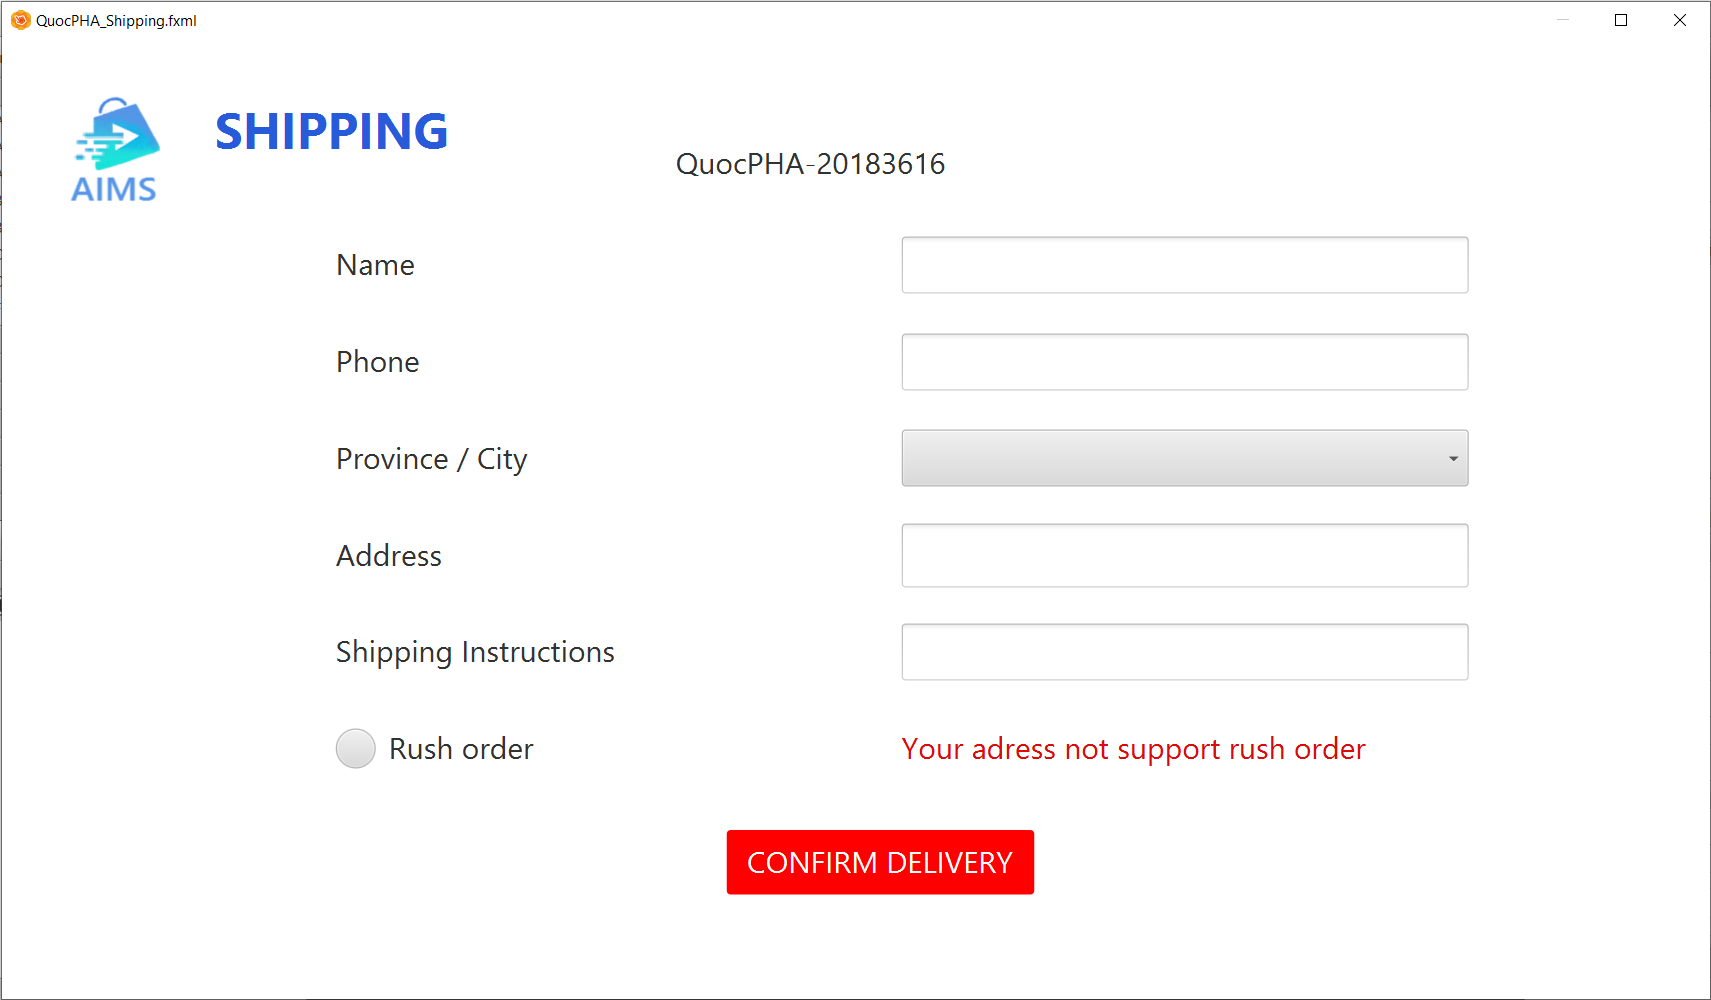 QuocPHA_Shipping.fxml
AIMS
SHIPPING
QuocPHA-20183616
Name
Phone
Province / City
Address
Shipping Instructions
Rush order
Your adress not support rush order
CONFIRM DELIVERY